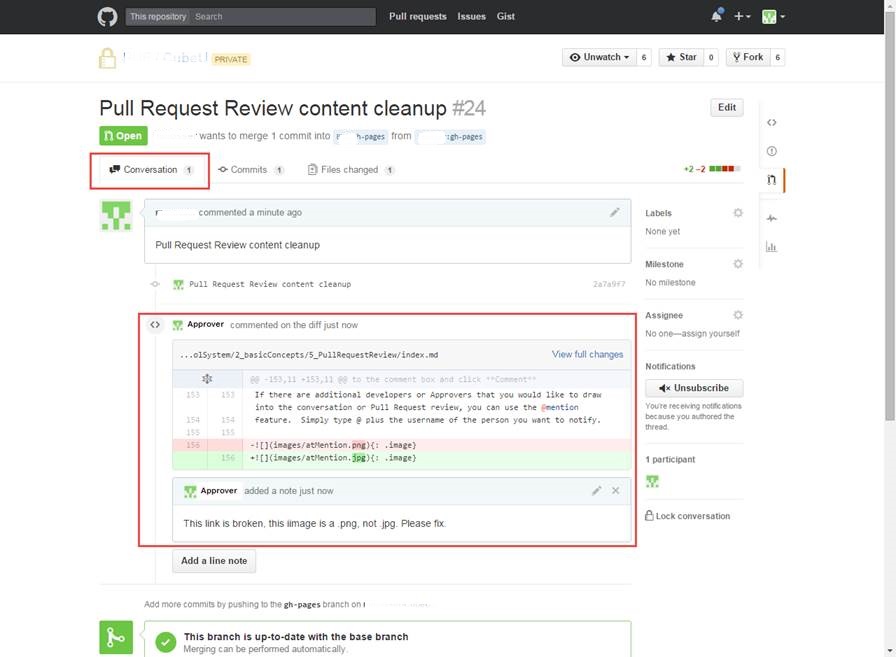 This repository Search Pull requests Issues Gist
PRIVATE Unwatch 6 Star 0 Fork 6
Pull Request Review content cleanup #24 Edit
Open wants to merge 1 commit into h-pages from :gh-pages
Conversation 1 Commits 1 Files changed 1 +2 −2
commented a minute ago
Pull Request Review content cleanup
Pull Request Review content cleanup 2a7a9f7
Approver commented on the diff just now
...olSystem/2_basicConcepts/5_PullRequestReview/index.md View full changes
@@ -153,11 +153,11 @@ to the comment box and click **Comment**
153 153 If there are additional developers or Approvers that you would like to draw
into the conversation or Pull Request review, you can use the @mention
154 154 feature. Simply type @ plus the username of the person you want to notify.
155 155
156 -![](images/atMention.png){: .image}
156 +![](images/atMention.jpg){: .image}
Approver added a note just now
This link is broken, this iimage is a .png, not .jpg. Please fix.
Add a line note
Add more commits by pushing to the gh-pages branch on
This branch is up-to-date with the base branch
Merging can be performed automatically.
Labels
None yet
Milestone
No milestone
Assignee
No one—assign yourself
Notifications
Unsubscribe
You're receiving notifications
because you authored the
thread.
1 participant
Lock conversation